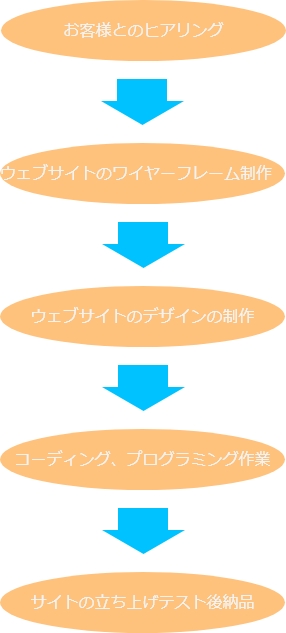 お客様とのヒアリング
ウェブサイトのワイヤーフレーム制作
ウェブサイトのデザインの制作
コーディング、プログラミング作業
サイトの立ち上げテスト後納品